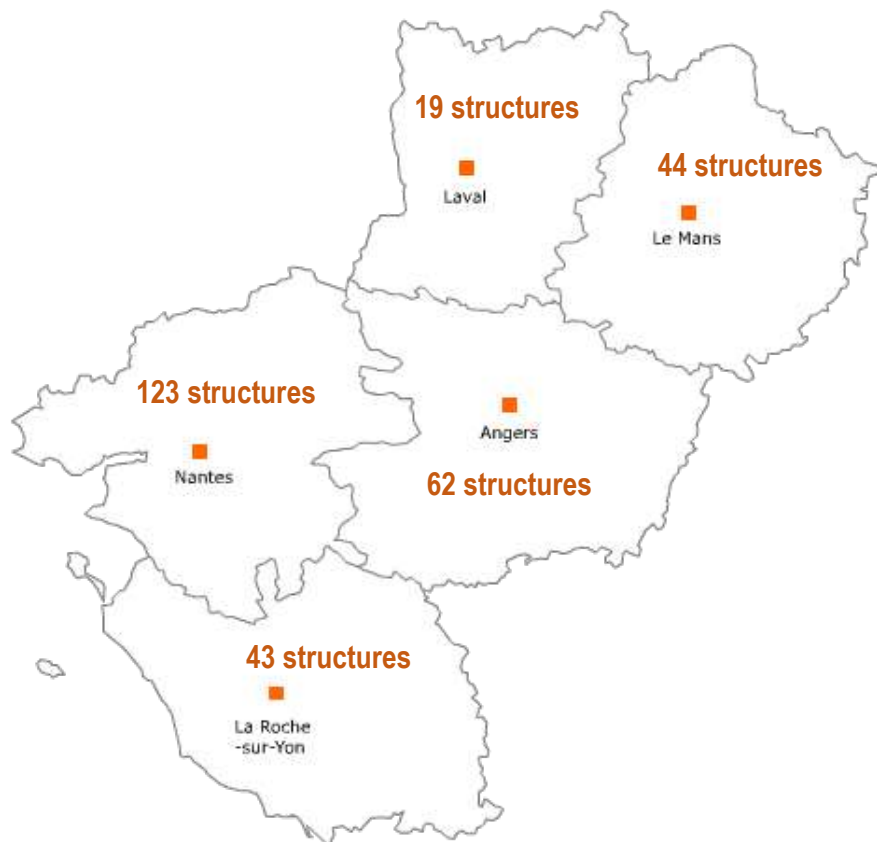 19 structures
Laval
44 structures
Le Mans
123 structures
Nantes
Angers
62 structures
43 structures
La Roche
-sur-Yon